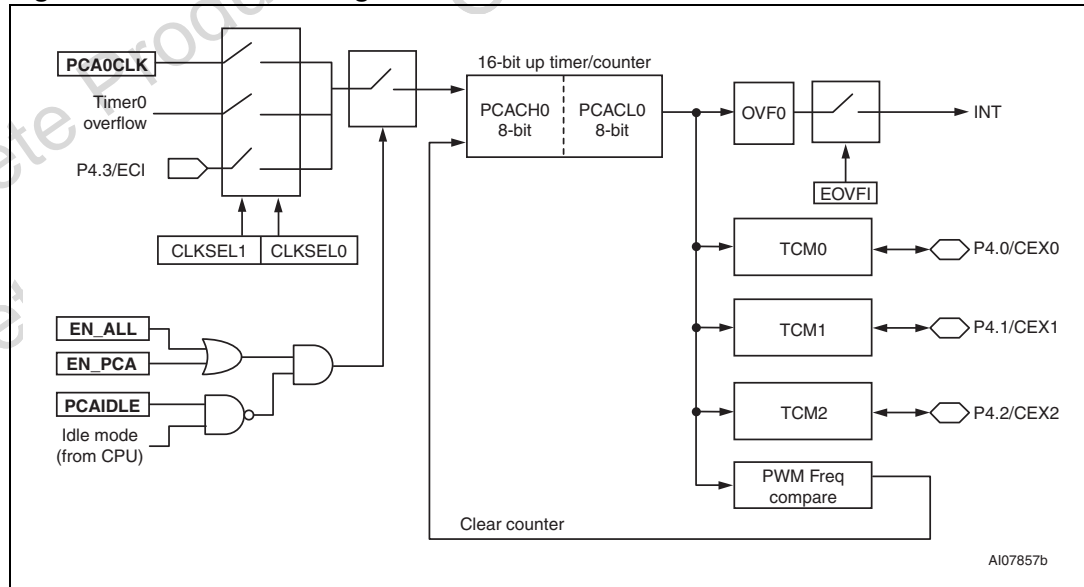 PCA0CLK
Timer0
overflow
P4.3/ECI
CLKSEL1
CLKSEL0
EN_ALL
EN_PCA
PCAIDLE
Idle mode
(from CPU)
16-bit up timer/counter
PCACH0
8-bit
PCACL0
8-bit
OVF0
INT
EOVFI
TCM0
P4.0/CEX0
TCM1
P4.1/CEX1
TCM2
P4.2/CEX2
PWM Freq
compare
Clear counter
AI07857b